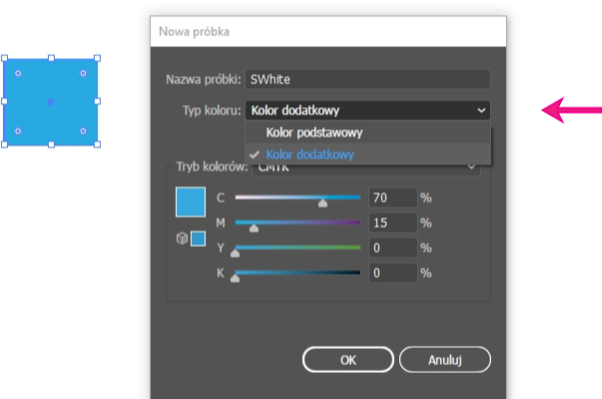 Nowa próbka
Nazwa próbki: SWhite
Typ koloru: Kolor dodatkowy
Kolor podstawowy
Kolor dodatkowy
Tryb kolorów: CMYK
C 70 %
M 15 %
Y 0 %
K 0 %
OK Anuluj